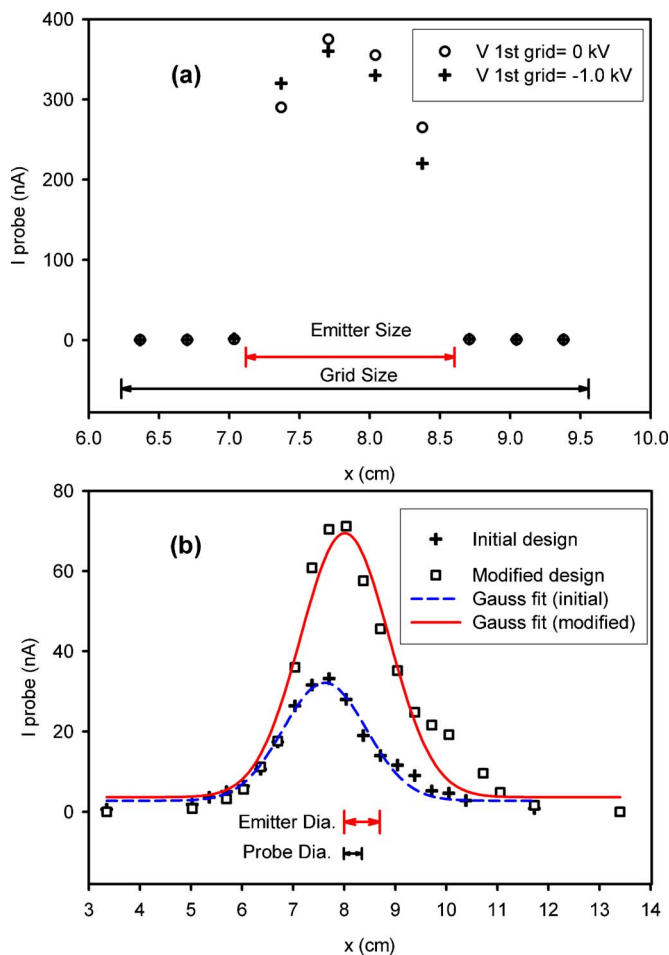 400
300
200
100
0
I probe (nA)
(a)
V 1st grid= 0 kV
V 1st grid= -1.0 kV
Emitter Size
Grid Size
6.0 6.5 7.0 7.5 8.0 8.5 9.0 9.5 10.0
x (cm)
80
60
40
20
0
I probe (nA)
(b)
Initial design
Modified design
Gauss fit (initial)
Gauss fit (modified)
Emitter Dia.
Probe Dia.
3 4 5 6 7 8 9 10 11 12 13 14
x (cm)